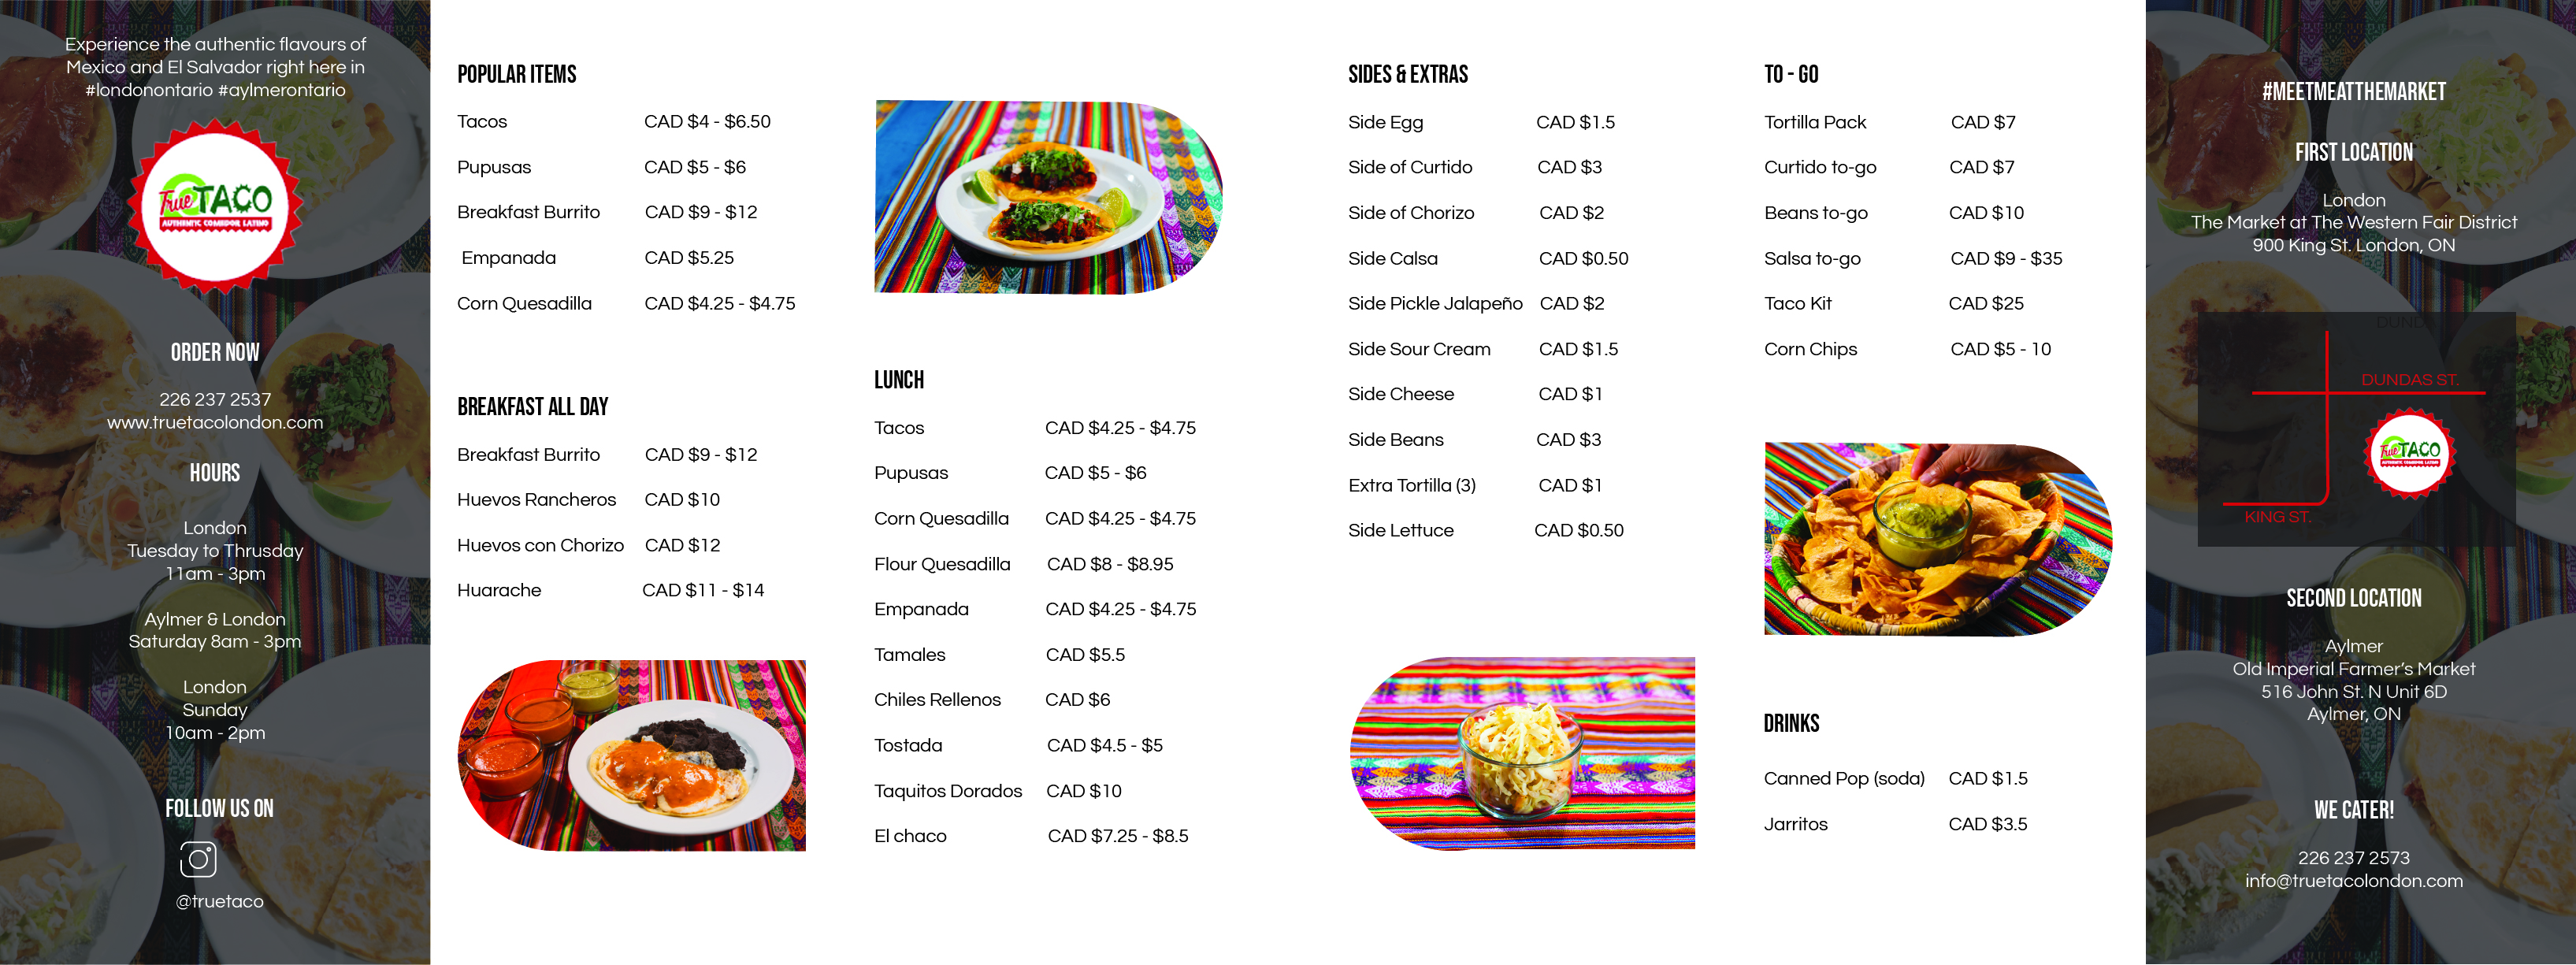 Experience the authentic flavours of
Mexico and El Salvador right here in
#londonontario #aylmerontario
True TACO
AUTHENTIC COMEDOR LATINO
ORDER NOW
226 237 2537
www.truetacolondon.com
HOURS
London
Tuesday to Thrusday
11am - 3pm
Aylmer & London
Saturday 8am - 3pm
London
Sunday
10am - 2pm
FOLLOW US ON
@truetaco
POPULAR ITEMS
Tacos CAD $4 - $6.50
Pupusas CAD $5 - $6
Breakfast Burrito CAD $9 - $12
Empanada CAD $5.25
Corn Quesadilla CAD $4.25 - $4.75
BREAKFAST ALL DAY
Breakfast Burrito CAD $9 - $12
Huevos Rancheros CAD $10
Huevos con Chorizo CAD $12
Huarache CAD $11 - $14
LUNCH
Tacos CAD $4.25 - $4.75
Pupusas CAD $5 - $6
Corn Quesadilla CAD $4.25 - $4.75
Flour Quesadilla CAD $8 - $8.95
Empanada CAD $4.25 - $4.75
Tamales CAD $5.5
Chiles Rellenos CAD $6
Tostada CAD $4.5 - $5
Taquitos Dorados CAD $10
El chaco CAD $7.25 - $8.5
SIDES & EXTRAS
Side Egg CAD $1.5
Side of Curtido CAD $3
Side of Chorizo CAD $2
Side Calsa CAD $0.50
Side Pickle Jalapeño CAD $2
Side Sour Cream CAD $1.5
Side Cheese CAD $1
Side Beans CAD $3
Extra Tortilla (3) CAD $1
Side Lettuce CAD $0.50
TO - GO
Tortilla Pack CAD $7
Curtido to-go CAD $7
Beans to-go CAD $10
Salsa to-go CAD $9 - $35
Taco Kit CAD $25
Corn Chips CAD $5 - 10
DRINKS
Canned Pop (soda) CAD $1.5
Jarritos CAD $3.5
#MEETMEATTHEMARKET
FIRST LOCATION
London
The Market at The Western Fair District
900 King St. London, ON
DUNDAS ST.
True TACO
AUTHENTIC COMEDOR LATINO
KING ST.
SECOND LOCATION
Aylmer
Old Imperial Farmer's Market
516 John St. N Unit 6D
Aylmer, ON
WE CATER!
226 237 2573
info@truetacolondon.com